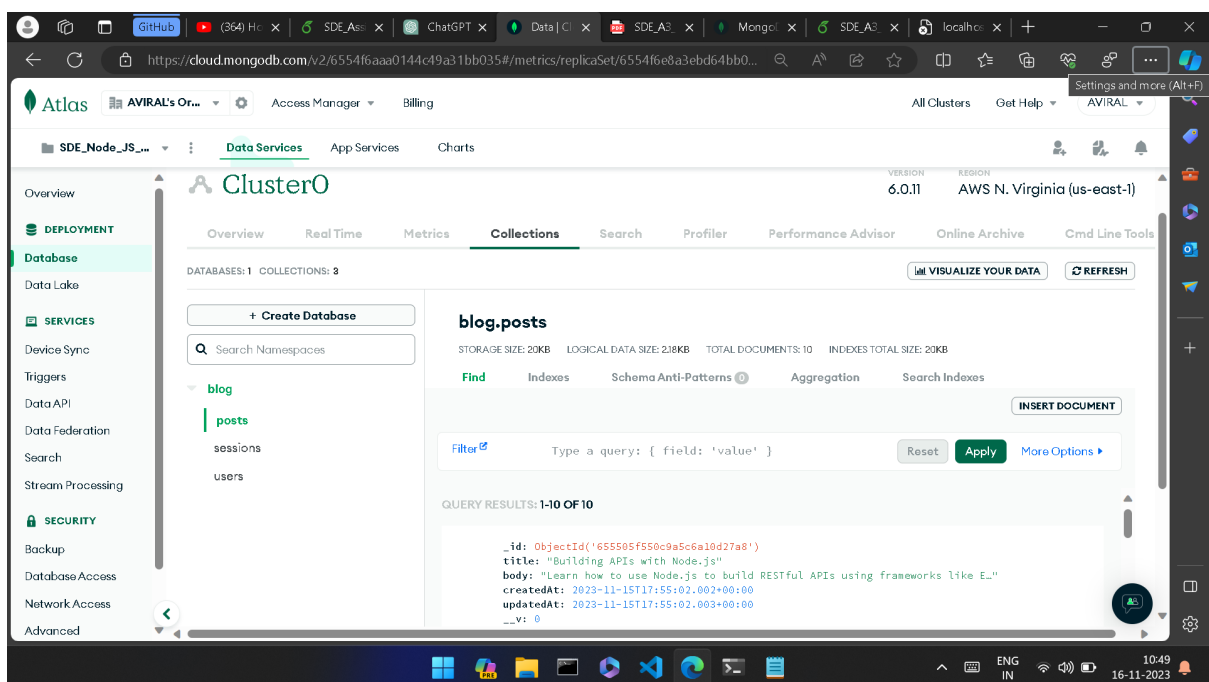 GitHub (364) Ho SDE_Ass ChatGPT Data | Cl SDE_A3_ Mongo SDE_A3_ localhos
https://cloud.mongodb.com/v2/6554f6aaa0144c49a31bb035#/metrics/replicaSet/6554f6e8a3ebd64bb0...
Settings and more (Alt+F)
Atlas AVIRAL's Or... Access Manager Billing All Clusters Get Help AVIRAL
SDE_Node_JS_... Data Services App Services Charts
Overview
DEPLOYMENT
Database
Data Lake
SERVICES
Device Sync
Triggers
Data API
Data Federation
Search
Stream Processing
SECURITY
Backup
Database Access
Network Access
Advanced
Cluster0
VERSION REGION
6.0.11 AWS N. Virginia (us-east-1)
Overview Real Time Metrics Collections Search Profiler Performance Advisor Online Archive Cmd Line Tools
DATABASES: 1 COLLECTIONS: 3
VISUALIZE YOUR DATA REFRESH
+ Create Database
Search Namespaces
blog
posts
sessions
users
blog.posts
STORAGE SIZE: 20KB LOGICAL DATA SIZE: 2.18KB TOTAL DOCUMENTS: 10 INDEXES TOTAL SIZE: 20KB
Find Indexes Schema Anti-Patterns 0 Aggregation Search Indexes
INSERT DOCUMENT
Filter Type a query: { field: 'value' } Reset Apply More Options
QUERY RESULTS: 1-10 OF 10
_id: ObjectId('655505f550c9a5c6a10d27a8')
title: "Building APIs with Node.js"
body: "Learn how to use Node.js to build RESTful APIs using frameworks like E…"
createdAt: 2023-11-15T17:55:02.002+00:00
updatedAt: 2023-11-15T17:55:02.003+00:00
__v: 0
PRE
ENG
IN
10:49
16-11-2023